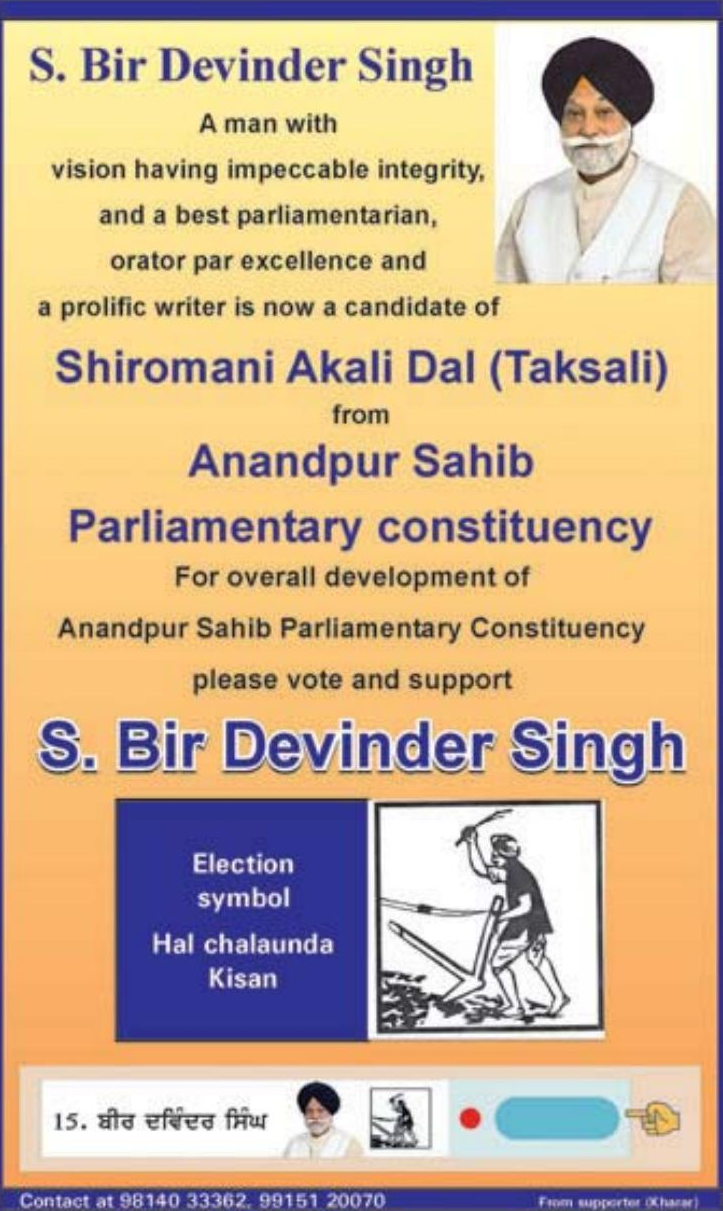 S. Bir Devinder Singh
A man with
vision having impeccable integrity,
and a best parliamentarian,
orator par excellence and
a prolific writer is now a candidate of
Shiromani Akali Dal (Taksali)
from
Anandpur Sahib
Parliamentary constituency
For overall development of
Anandpur Sahib Parliamentary Constituency
please vote and support
S. Bir Devinder Singh
Election
symbol
Hal chalaunda
Kisan
15. ਬੀਰ ਦਵਿੰਦਰ ਸਿੰਘ
Contact at 98140 33362, 99151 20070
From supporter (Kharar)